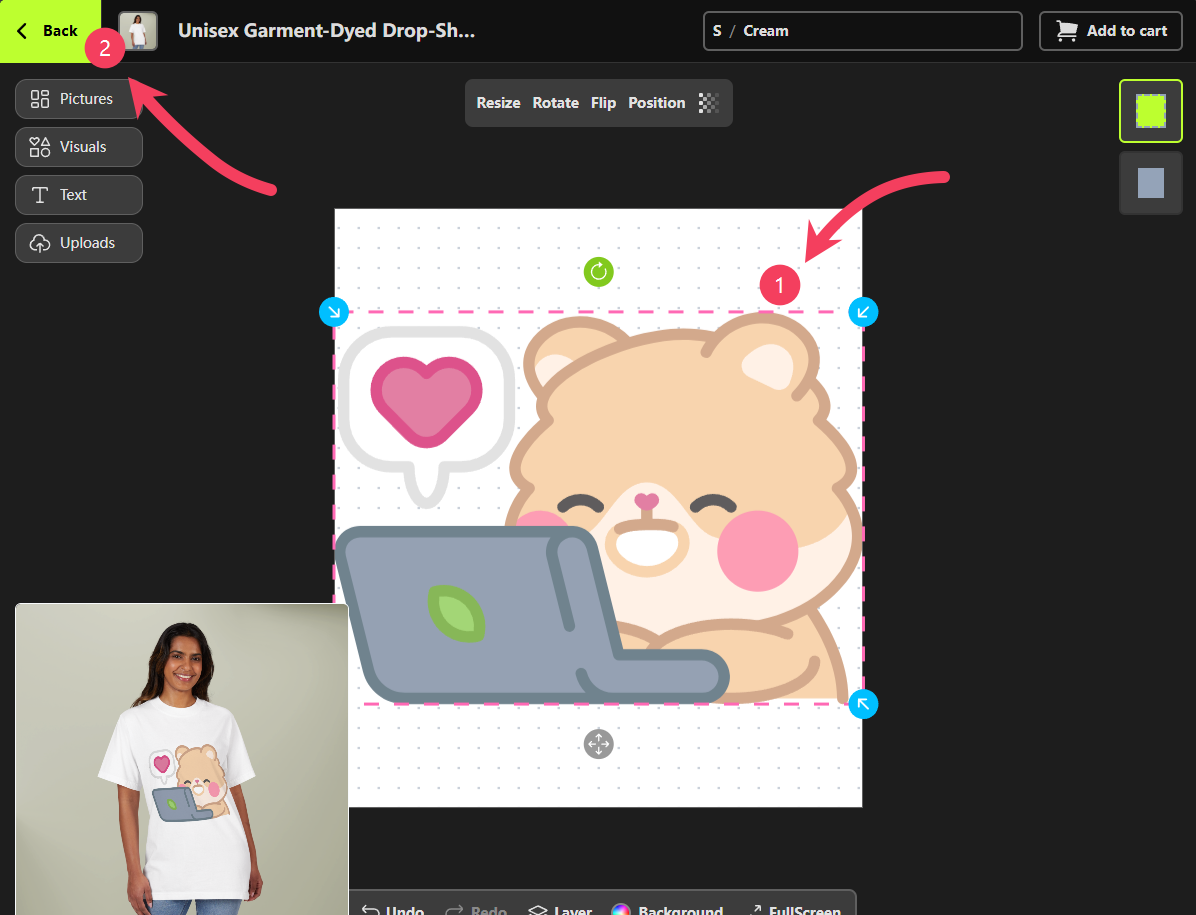 Back
2
Unisex Garment-Dyed Drop-Sh...
S / Cream
Add to cart
Pictures
Visuals
Text
Uploads
Resize Rotate Flip Position
1
Undo Redo Layer Background FullScreen